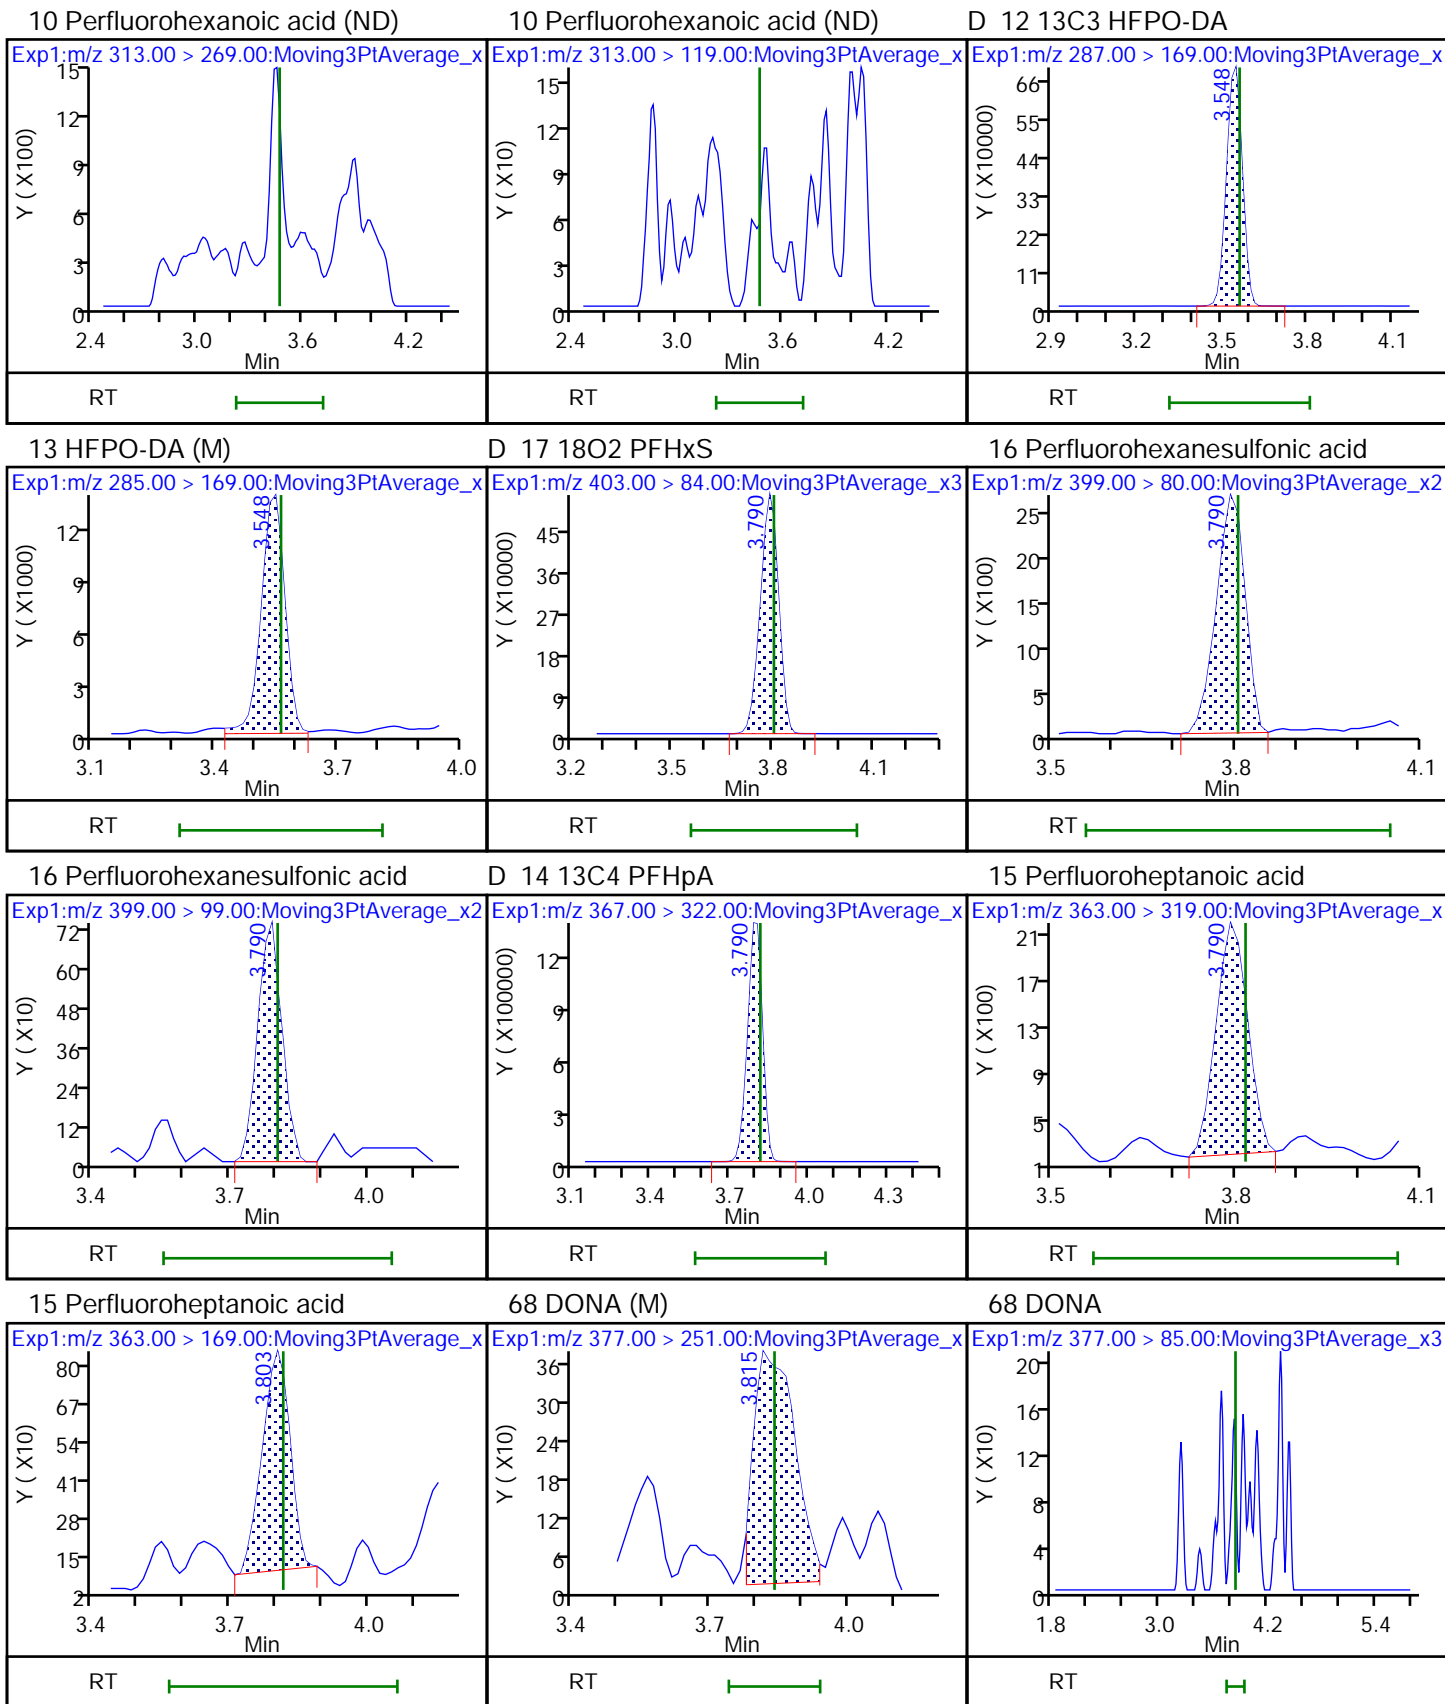 10 Perfluorohexanoic acid (ND)
Exp1:m/z 313.00 > 269.00:Moving3PtAverage_x
Y ( X100)
15
12
9
6
3
0
2.4 3.0 3.6 4.2
Min
RT
10 Perfluorohexanoic acid (ND)
Exp1:m/z 313.00 > 119.00:Moving3PtAverage_x
Y ( X10)
15
12
9
6
3
0
2.4 3.0 3.6 4.2
Min
RT
D 12 13C3 HFPO-DA
Exp1:m/z 287.00 > 169.00:Moving3PtAverage_x
3.548
Y ( X10000)
66
55
44
33
22
11
0
2.9 3.2 3.5 3.8 4.1
Min
RT
13 HFPO-DA (M)
Exp1:m/z 285.00 > 169.00:Moving3PtAverage_x
3.548
Y ( X1000)
12
9
6
3
0
3.1 3.4 3.7 4.0
Min
RT
D 17 18O2 PFHxS
Exp1:m/z 403.00 > 84.00:Moving3PtAverage_x3
3.790
Y ( X10000)
45
36
27
18
9
0
3.2 3.5 3.8 4.1
Min
RT
16 Perfluorohexanesulfonic acid
Exp1:m/z 399.00 > 80.00:Moving3PtAverage_x2
3.790
Y ( X100)
25
20
15
10
5
0
3.5 3.8 4.1
Min
RT
16 Perfluorohexanesulfonic acid
Exp1:m/z 399.00 > 99.00:Moving3PtAverage_x2
3.790
Y ( X10)
72
60
48
36
24
12
0
3.4 3.7 4.0
Min
RT
D 14 13C4 PFHpA
Exp1:m/z 367.00 > 322.00:Moving3PtAverage_x
3.790
Y ( X100000)
12
9
6
3
0
3.1 3.4 3.7 4.0 4.3
Min
RT
15 Perfluoroheptanoic acid
Exp1:m/z 363.00 > 319.00:Moving3PtAverage_x
3.790
Y ( X100)
21
17
13
9
5
1
3.5 3.8 4.1
Min
RT
15 Perfluoroheptanoic acid
Exp1:m/z 363.00 > 169.00:Moving3PtAverage_x
3.803
Y ( X10)
80
67
54
41
28
15
2
3.4 3.7 4.0
Min
RT
68 DONA (M)
Exp1:m/z 377.00 > 251.00:Moving3PtAverage_x
3.815
Y ( X10)
36
30
24
18
12
6
0
3.4 3.7 4.0
Min
RT
68 DONA
Exp1:m/z 377.00 > 85.00:Moving3PtAverage_x3
Y ( X10)
20
16
12
8
4
0
1.8 3.0 4.2 5.4
Min
RT